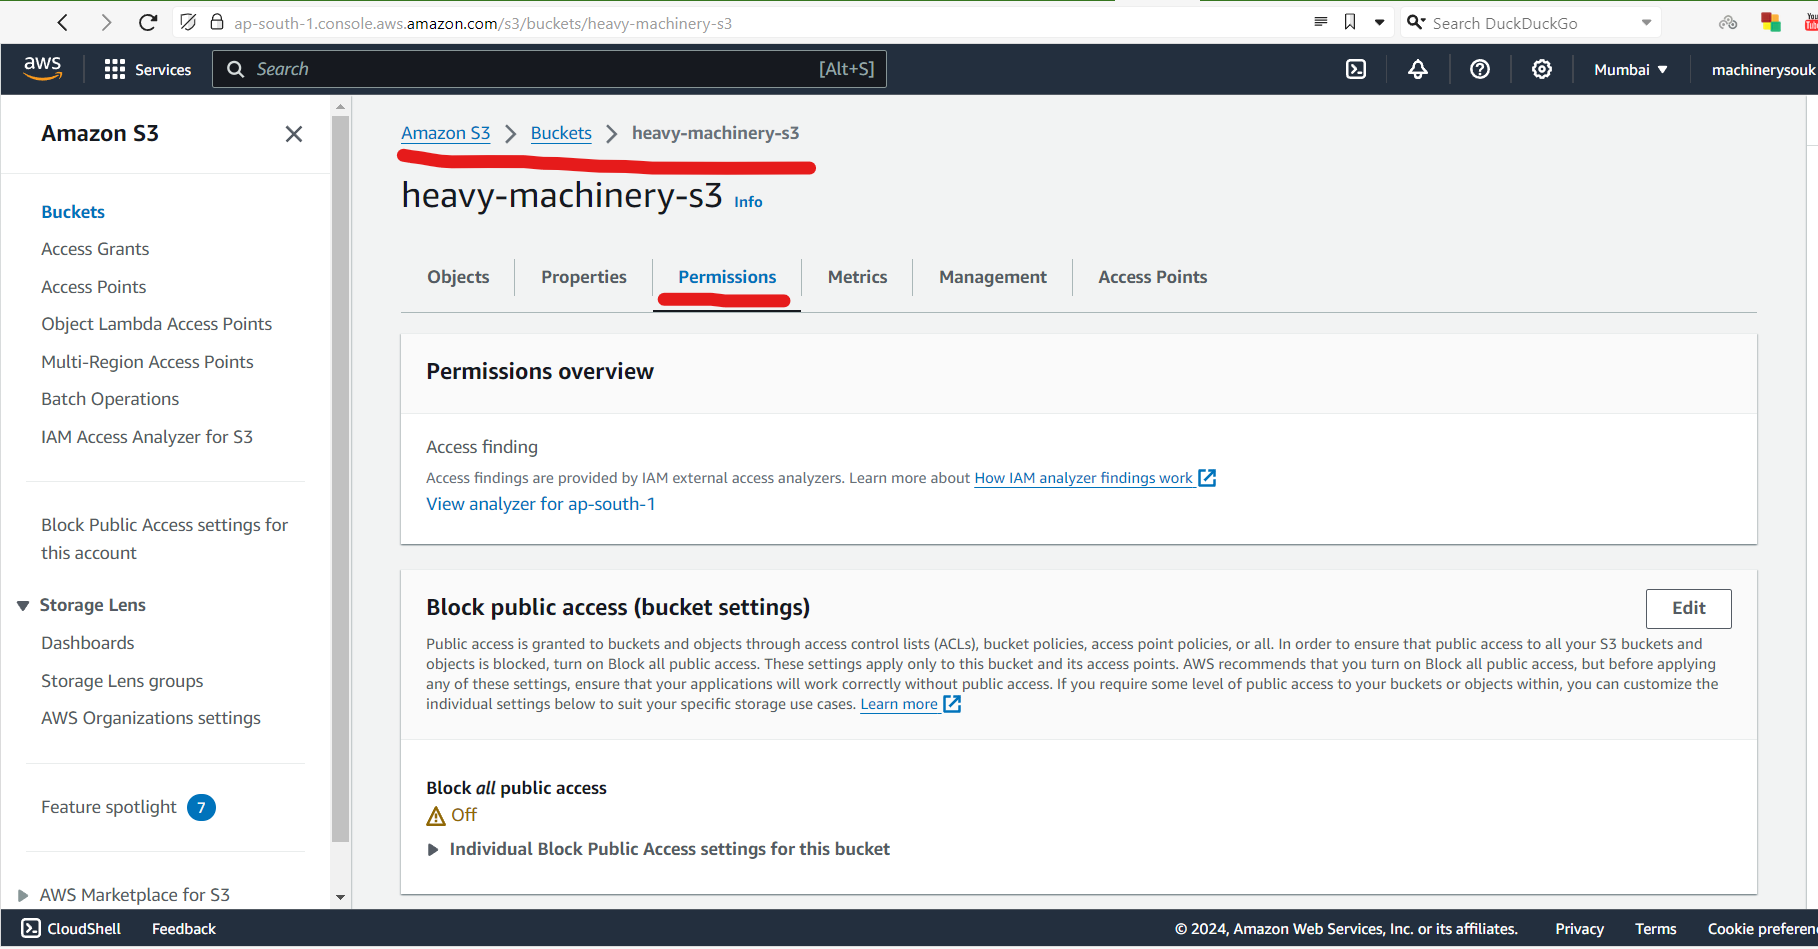 ap-south-1.console.aws.amazon.com/s3/buckets/heavy-machinery-s3
Search DuckDuckGo
aws
Services
Search
[Alt+S]
Mumbai
machinerysouk
Amazon S3
Buckets
Access Grants
Access Points
Object Lambda Access Points
Multi-Region Access Points
Batch Operations
IAM Access Analyzer for S3
Block Public Access settings for
this account
Storage Lens
Dashboards
Storage Lens groups
AWS Organizations settings
Feature spotlight 7
AWS Marketplace for S3
Amazon S3 > Buckets > heavy-machinery-s3
heavy-machinery-s3 Info
Objects
Properties
Permissions
Metrics
Management
Access Points
Permissions overview
Access finding
Access findings are provided by IAM external access analyzers. Learn more about How IAM analyzer findings work
View analyzer for ap-south-1
Block public access (bucket settings)
Edit
Public access is granted to buckets and objects through access control lists (ACLs), bucket policies, access point policies, or all. In order to ensure that public access to all your S3 buckets and
objects is blocked, turn on Block all public access. These settings apply only to this bucket and its access points. AWS recommends that you turn on Block all public access, but before applying
any of these settings, ensure that your applications will work correctly without public access. If you require some level of public access to your buckets or objects within, you can customize the
individual settings below to suit your specific storage use cases. Learn more
Block all public access
Off
Individual Block Public Access settings for this bucket
CloudShell
Feedback
© 2024, Amazon Web Services, Inc. or its affiliates.
Privacy
Terms
Cookie preferen